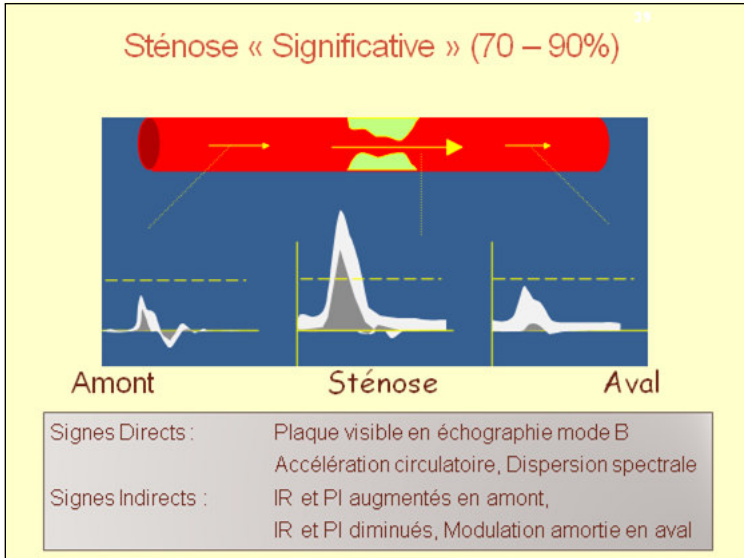 Sténose « Significative » (70 – 90%)
Amont Sténose Aval
Signes Directs : Plaque visible en échographie mode B
Accélération circulatoire, Dispersion spectrale
Signes Indirects : IR et PI augmentés en amont,
IR et PI diminués, Modulation amortie en aval